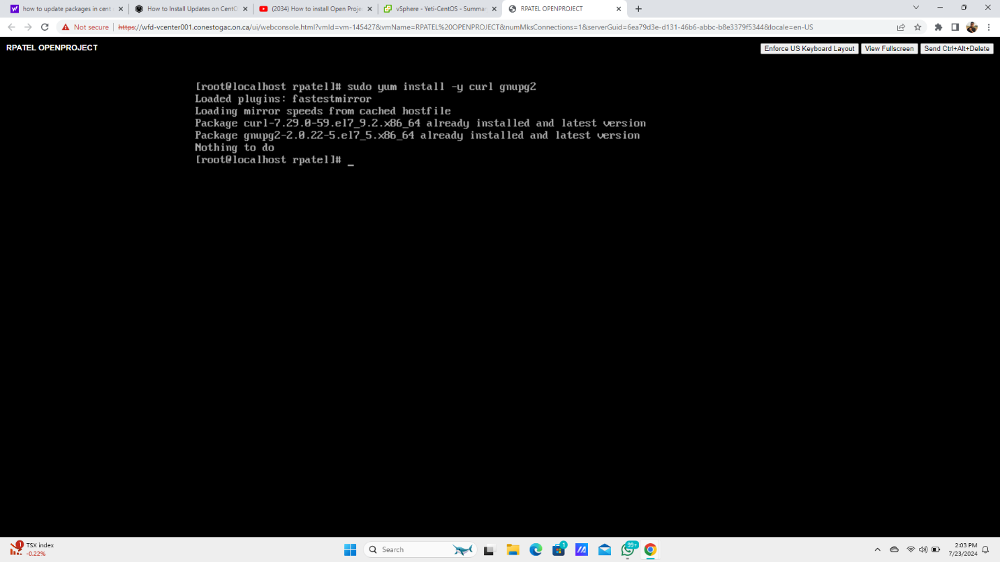 how to update packages in cent
How to Install Updates on CentO
(2034) How to install Open Proje
vSphere - Yeti-CentOS - Summar
RPATEL OPENPROJECT
Not secure
https://wfd-vcenter001.conestogac.on.ca/ui/webconsole.html?vmId=vm-145427&vmName=RPATEL%20OPENPROJECT&numMksConnections=1&serverGuid=6ea79d3e-d131-46b6-abbc-b8e3379f5344&locale=en-US
RPATEL OPENPROJECT
Enforce US Keyboard Layout
View Fullscreen
Send Ctrl+Alt+Delete
[root@localhost rpatel]# sudo yum install -y curl gnupg2
Loaded plugins: fastestmirror
Loading mirror speeds from cached hostfile
Package curl-7.29.0-59.el7_9.2.x86_64 already installed and latest version
Package gnupg2-2.0.22-5.el7_5.x86_64 already installed and latest version
Nothing to do
[root@localhost rpatel]# _
1
TSX index
-0.22%
Search
1
99+
2:03 PM
7/23/2024